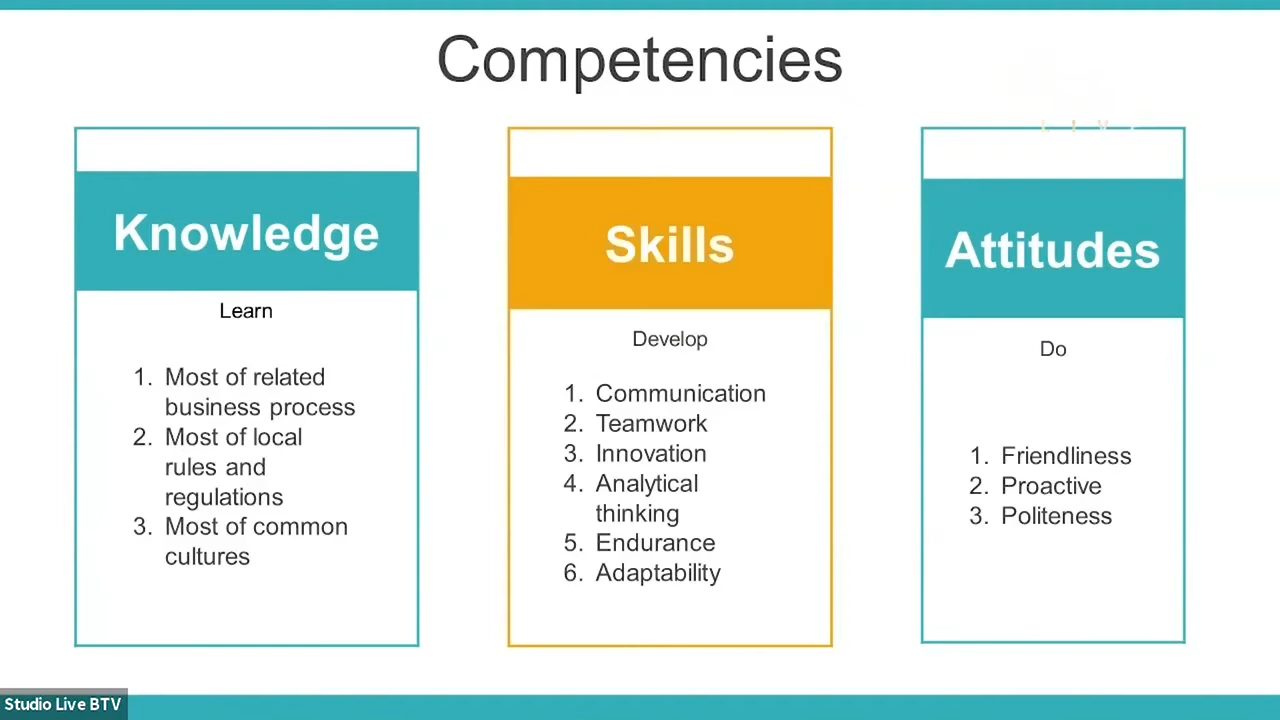 Competencies
Knowledge
Learn
1. Most of related
business process
2. Most of local
rules and
regulations
3. Most of common
cultures
Skills
Develop
1. Communication
2. Teamwork
3. Innovation
4. Analytical
thinking
5. Endurance
6. Adaptability
Attitudes
Do
1. Friendliness
2. Proactive
3. Politeness
Studio Live BTV